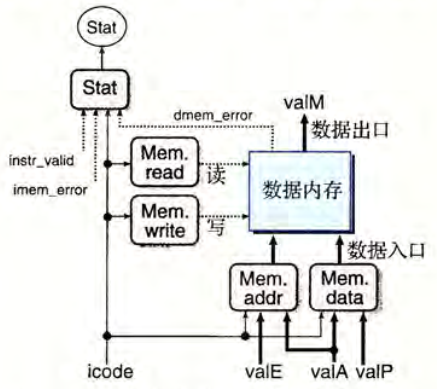 Stat
Stat
dmem_error
valM
数据出口
instr_valid
imem_error
Mem.
read
读
数据内存
Mem.
write
写
数据入口
Mem.
addr
Mem.
data
icode
valE
valA
valP